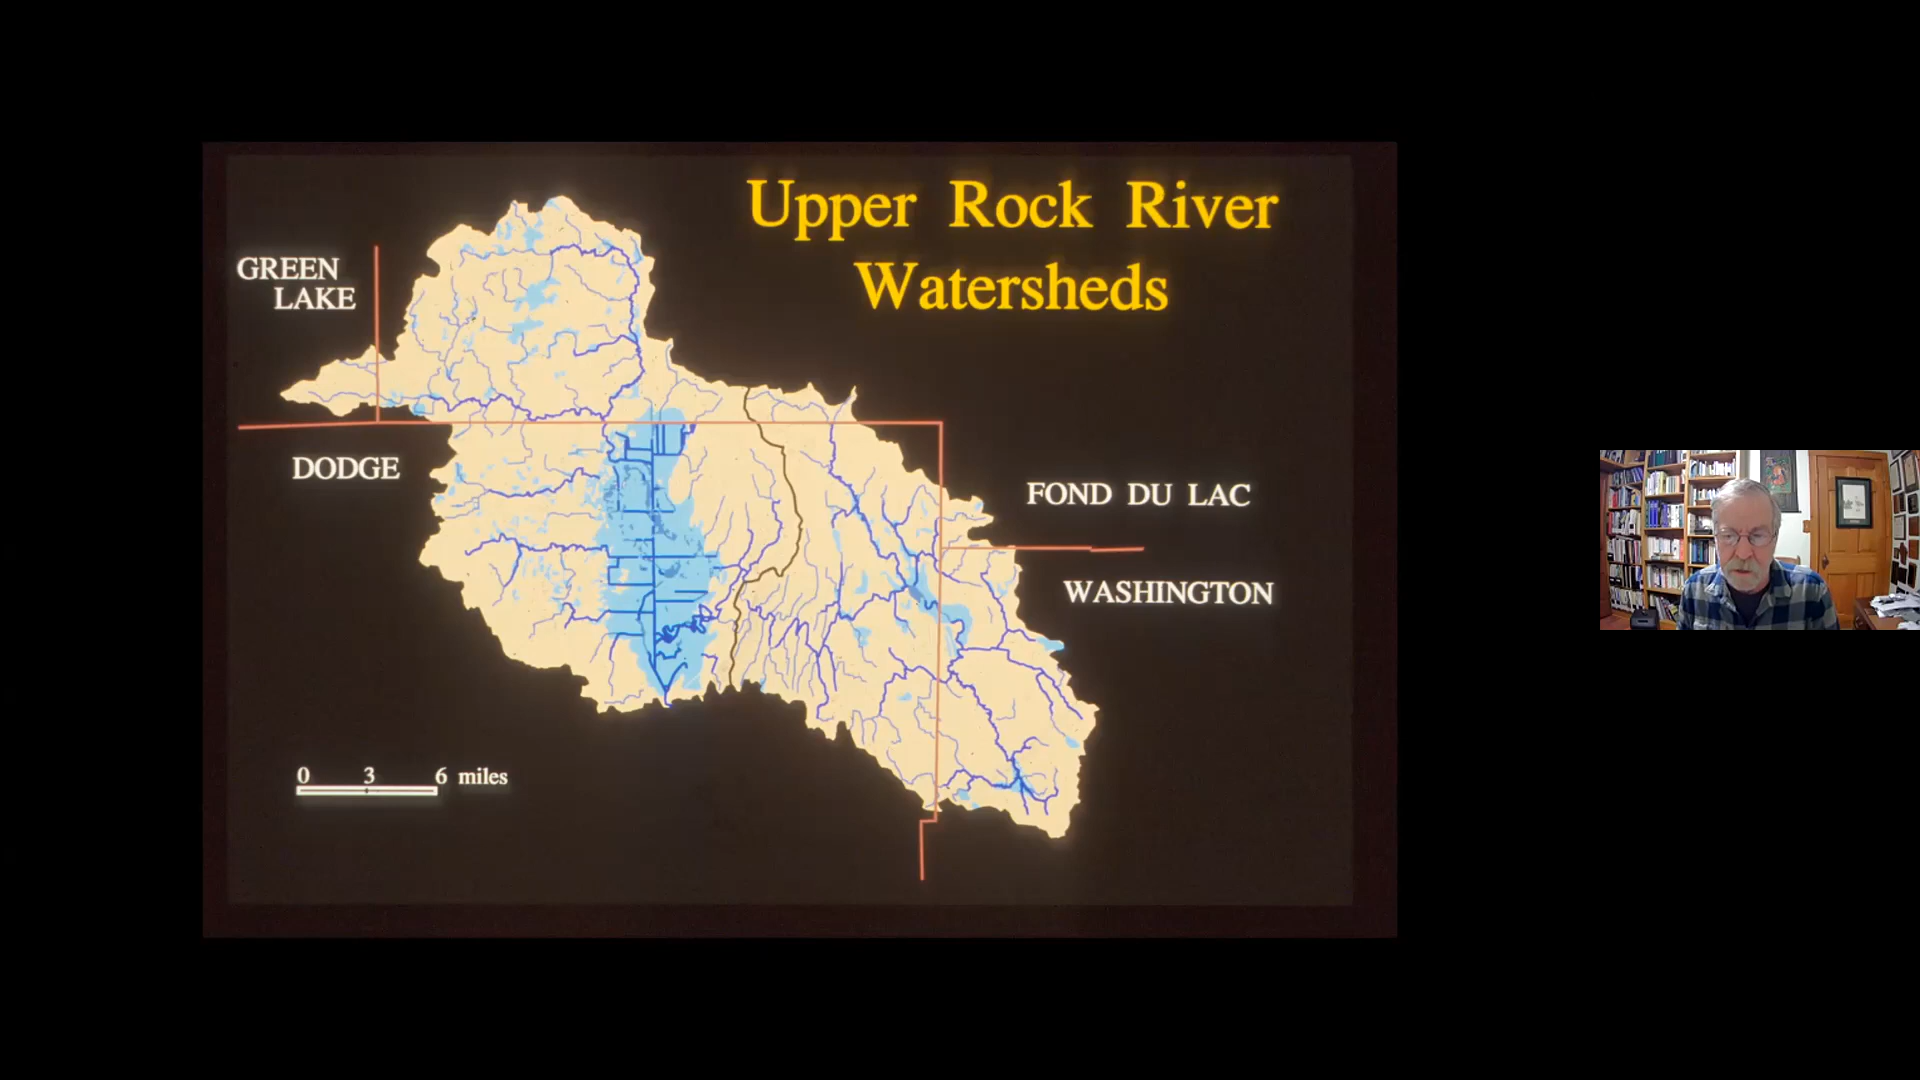 Upper Rock River
Watersheds
GREEN
LAKE
DODGE
FOND DU LAC
WASHINGTON
0 3 6 miles